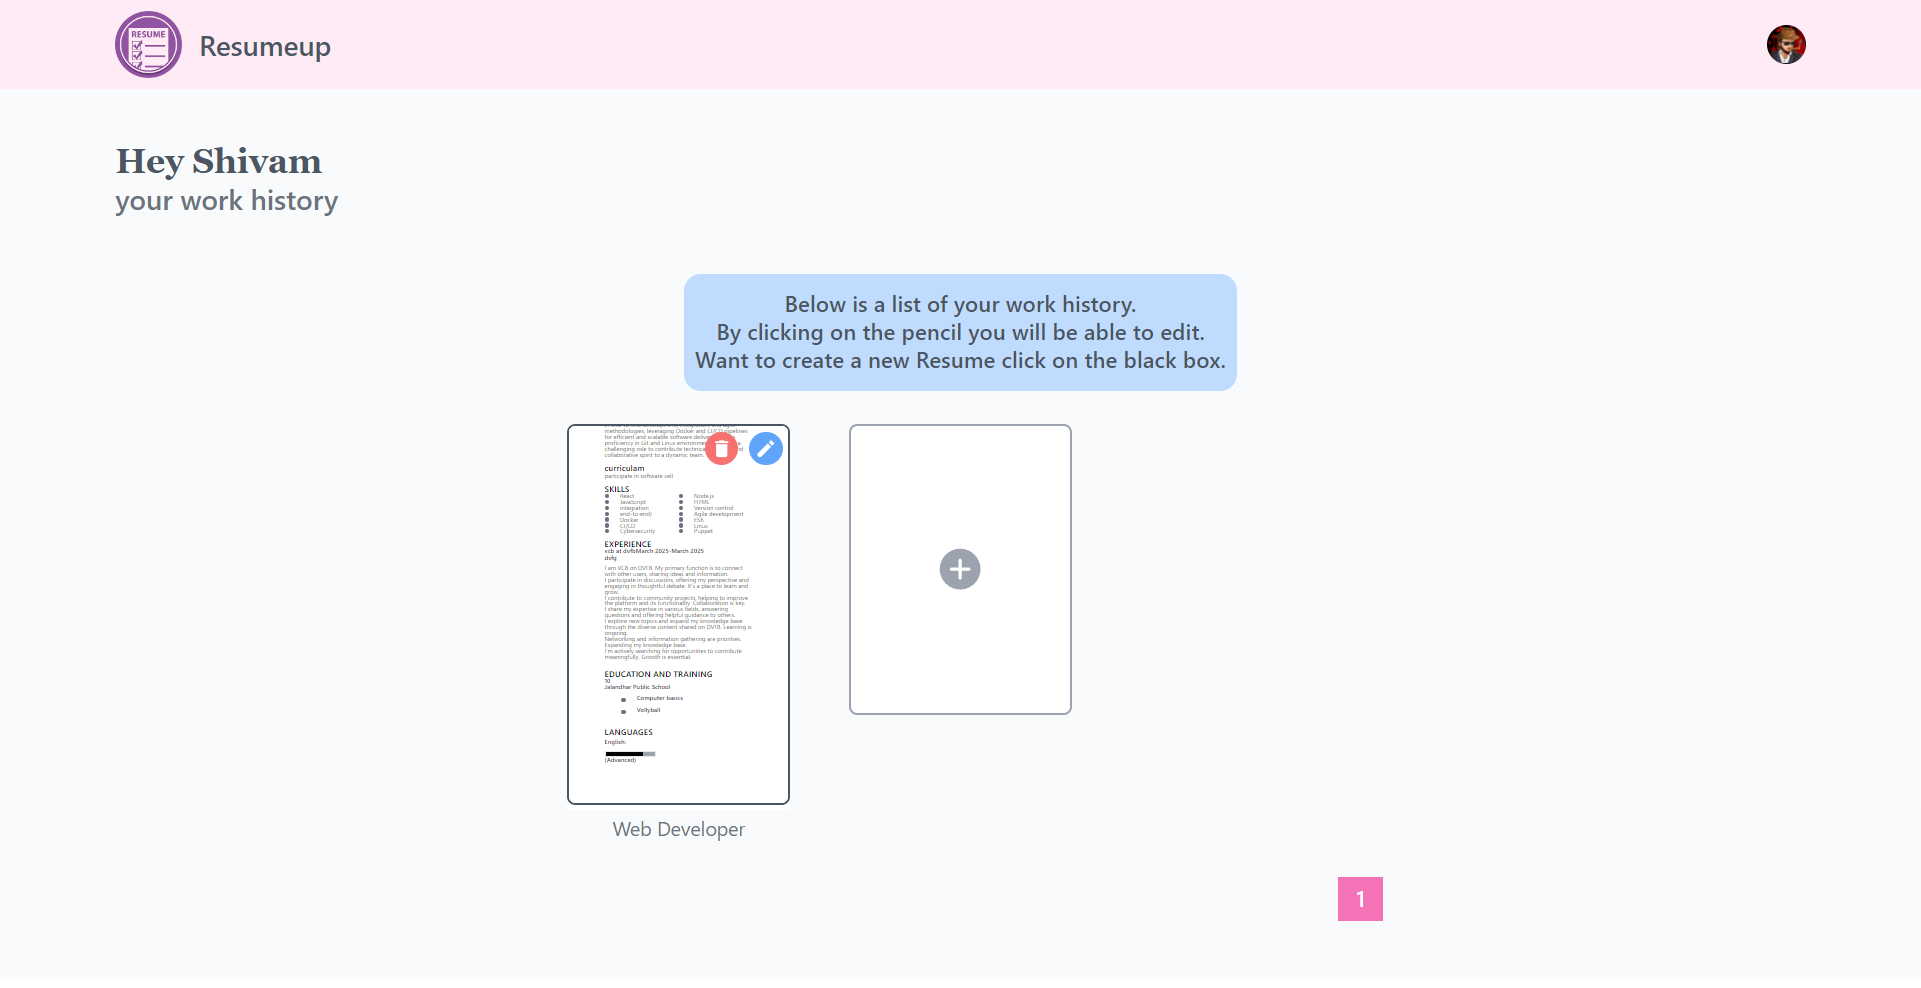 RESUME
Resumeup
Hey Shivam
your work history
Below is a list of your work history.
By clicking on the pencil you will be able to edit.
Want to create a new Resume click on the black box.
methodologies, leveraging Docker and CI/CD pipelines
for efficient and scalable software
proficiency in Git and Linux
challenging role to contribute
collaborative spirit to a dynamic team.
curriculam
participate in software cell
SKILLS
React
JavaScript
integration
end-to-end)
Docker
CI/CD
Cybersecurity
Node.js
HTML
Version control
Agile development
ES6
Linux
Puppet
EXPERIENCE
vcb at dvfbMarch 2025-March 2025
dsfg
I am VCB on DVFB, My primary function is to connect
with other users, sharing ideas and information.
I participate in discussions, offering my perspective and
engaging in thoughtful debate. It's a place to learn and
grow.
I contribute to community projects, helping to improve
the platform and its functionality. Collaboration is key.
I share my expertise in various fields, answering
questions and offering helpful guidance to others.
I explore new topics and expand my knowledge base
through the diverse content shared on DVFB. Learning is
ongoing.
Networking and information gathering are priorities.
Expanding my knowledge base.
I'm actively searching for opportunities to contribute
meaningfully. Growth is essential.
EDUCATION AND TRAINING
10
Jalandhar Public School
Computer basics
Vollyball
LANGUAGES
English:
(Advanced)
Web Developer
1